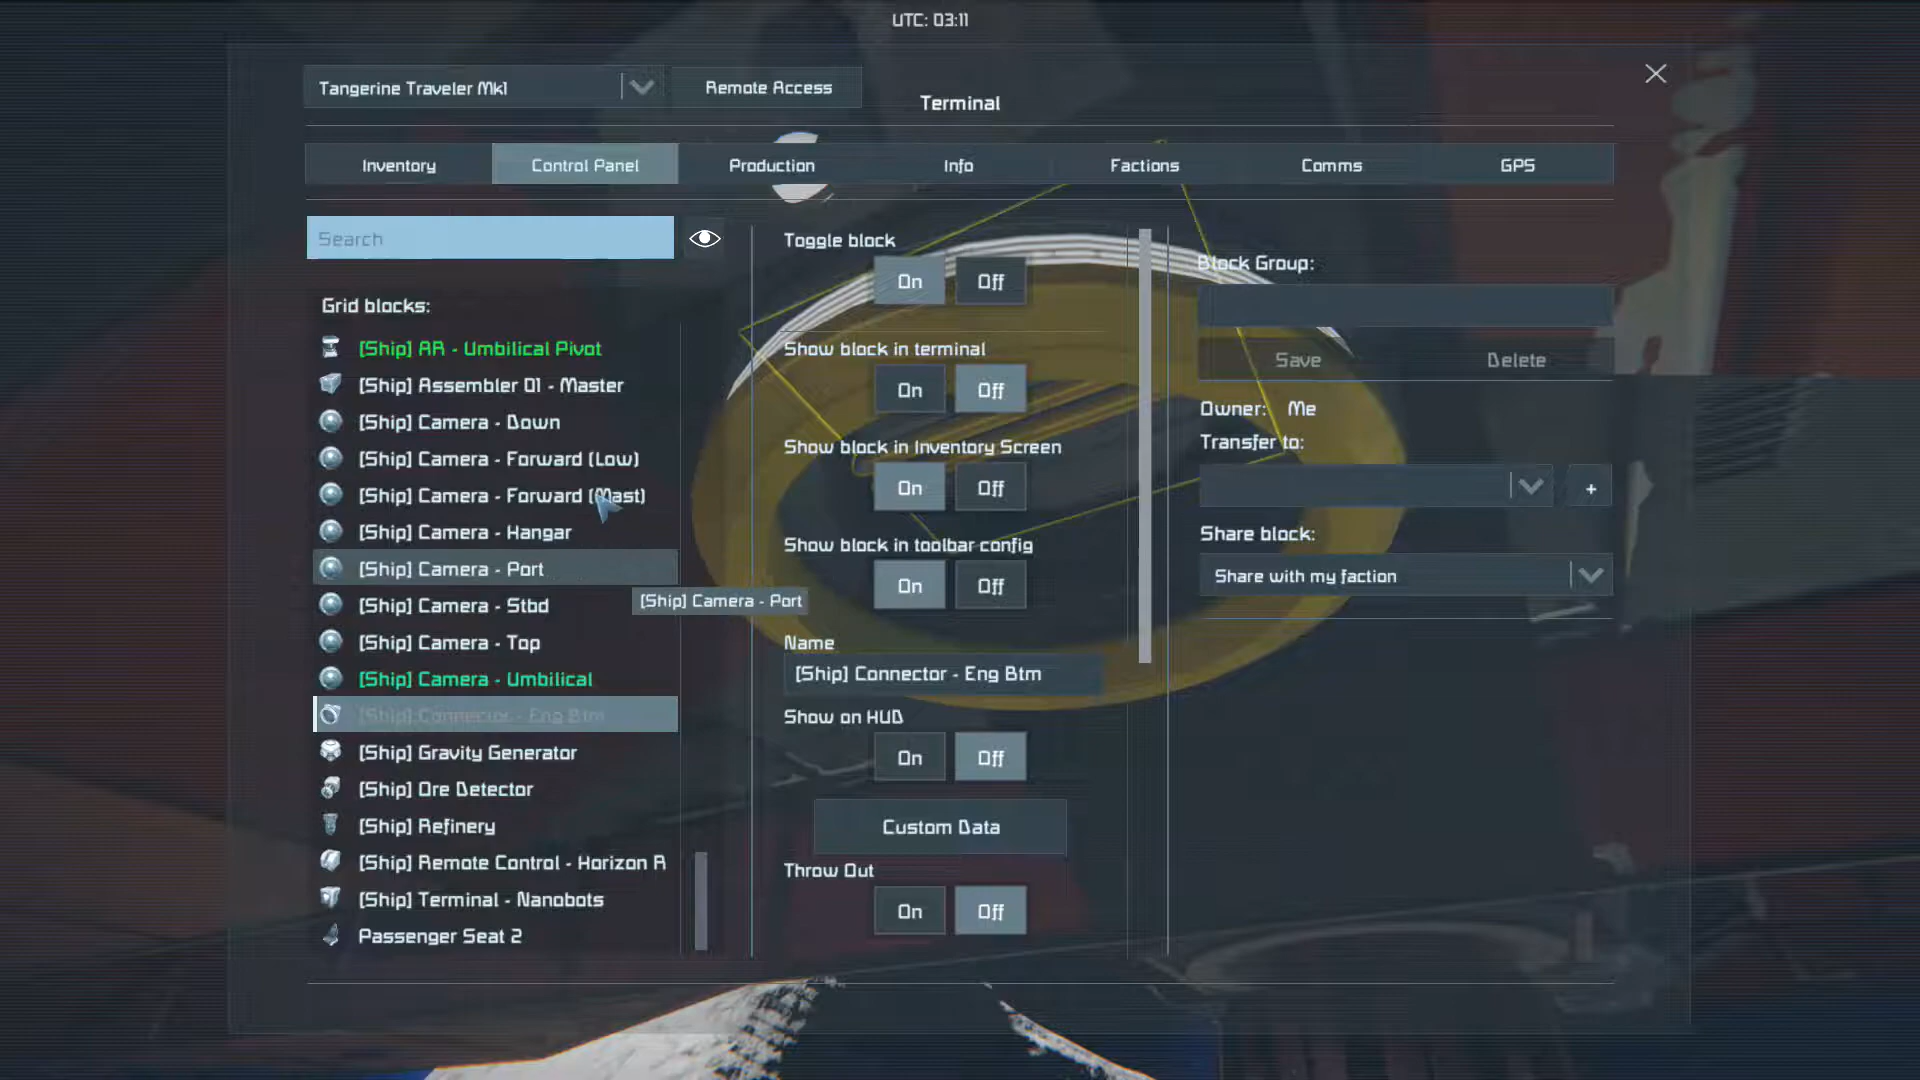 UTC: 03:11
Tangerine Traveler Mk1
Remote Access
Terminal
Inventory
Control Panel
Production
Info
Factions
Comms
GPS
Search
Grid blocks:
[Ship] AR - Umbilical Pivot
[Ship] Assembler 01 - Master
[Ship] Camera - Down
[Ship] Camera - Forward (Low)
[Ship] Camera - Forward (Mast)
[Ship] Camera - Hangar
[Ship] Camera - Port
[Ship] Camera - Stbd
[Ship] Camera - Top
[Ship] Camera - Umbilical
[Ship] Connector - Eng Btm
[Ship] Gravity Generator
[Ship] Ore Detector
[Ship] Refinery
[Ship] Remote Control - Horizon R
[Ship] Terminal - Nanobots
Passenger Seat 2
[Ship] Camera - Port
Toggle block
On Off
Show block in terminal
On Off
Show block in Inventory Screen
On Off
Show block in toolbar config
On Off
Name
[Ship] Connector - Eng Btm
Show on HUD
On Off
Custom Data
Throw Out
On Off
Block Group:
Save Delete
Owner: Me
Transfer to:
+
Share block:
Share with my faction